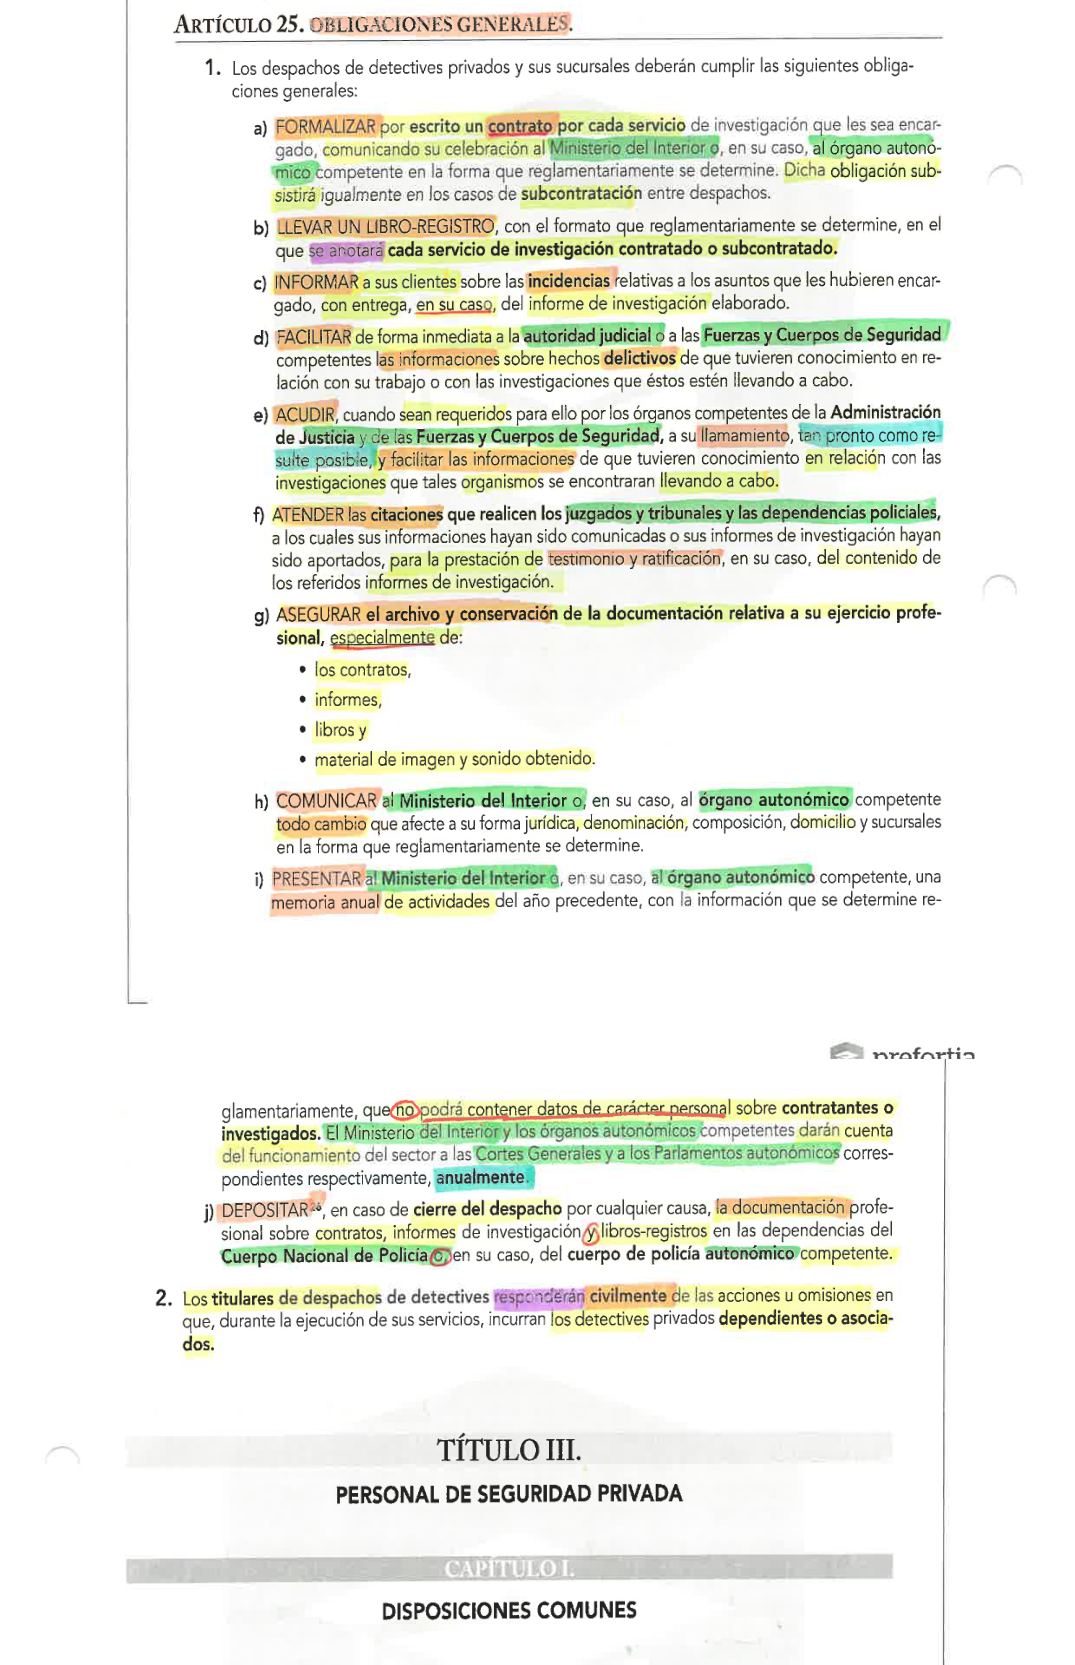 ARTÍCULO 25. OBLIGACIONES GENERALES.
1. Los despachos de detectives privados y sus sucursales deberán cumplir las siguientes obliga-
ciones generales:
a) FORMALIZAR por escrito un contrato por cada servicio de investigación que les sea encar-
gado, comunicando su celebración al Ministerio del Interior o, en su caso, al órgano autonó-
mico competente en la forma que reglamentariamente se determine. Dicha obligación sub-
sistirá igualmente en los casos de subcontratación entre despachos.
b) LLEVAR UN LIBRO-REGISTRO, con el formato que reglamentariamente se determine, en el
que se anotará cada servicio de investigación contratado o subcontratado.
c) INFORMAR a sus clientes sobre las incidencias relativas a los asuntos que les hubieren encar-
gado, con entrega, en su caso, del informe de investigación elaborado.
d) FACILITAR de forma inmediata a la autoridad judicial o a las Fuerzas y Cuerpos de Seguridad
competentes las informaciones sobre hechos delictivos de que tuvieren conocimiento en re-
lación con su trabajo o con las investigaciones que éstos estén llevando a cabo.
e) ACUDIR, cuando sean requeridos para ello por los órganos competentes de la Administración
de Justicia y de las Fuerzas y Cuerpos de Seguridad, a su llamamiento, tan pronto como re-
sulte posible, y facilitar las informaciones de que tuvieren conocimiento en relación con las
investigaciones que tales organismos se encontraran llevando a cabo.
f) ATENDER las citaciones que realicen los juzgados y tribunales y las dependencias policiales,
a los cuales sus informaciones hayan sido comunicadas o sus informes de investigación hayan
sido aportados, para la prestación de testimonio y ratificación, en su caso, del contenido de
los referidos informes de investigación.
g) ASEGURAR el archivo y conservación de la documentación relativa a su ejercicio profe-
sional, especialmente de:
• los contratos,
• informes,
• libros y
• material de imagen y sonido obtenido.
h) COMUNICAR al Ministerio del Interior o, en su caso, al órgano autonómico competente
todo cambio que afecte a su forma jurídica, denominación, composición, domicilio y sucursales
en la forma que reglamentariamente se determine.
i) PRESENTAR al Ministerio del Interior o, en su caso, al órgano autonómico competente, una
memoria anual de actividades del año precedente, con la información que se determine re-
prefortia
glamentariamente, que no podrá contener datos de carácter personal sobre contratantes o
investigados. El Ministerio del Interior y los órganos autonómicos competentes darán cuenta
del funcionamiento del sector a las Cortes Generales y a los Parlamentos autonómicos corres-
pondientes respectivamente, anualmente.
j) DEPOSITAR, en caso de cierre del despacho por cualquier causa, la documentación profe-
sional sobre contratos, informes de investigación y libros-registros en las dependencias del
Cuerpo Nacional de Policía o, en su caso, del cuerpo de policía autonómico competente.
2. Los titulares de despachos de detectives responderán civilmente de las acciones u omisiones en
que, durante la ejecución de sus servicios, incurran los detectives privados dependientes o asocia-
dos.
TÍTULO III.
PERSONAL DE SEGURIDAD PRIVADA
CAPÍTULO I.
DISPOSICIONES COMUNES